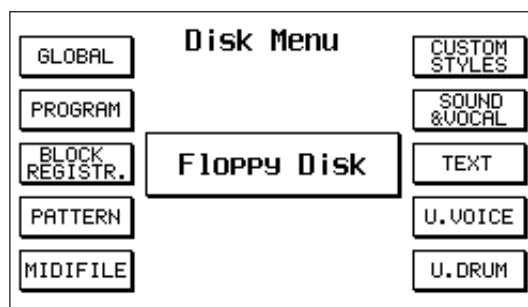 Disk Menu
GLOBAL
PROGRAM
BLOCK
REGISTR.
PATTERN
MIDIFILE
Floppy Disk
CUSTOM
STYLES
SOUND
&VOCAL
TEXT
U.VOICE
U.DRUM